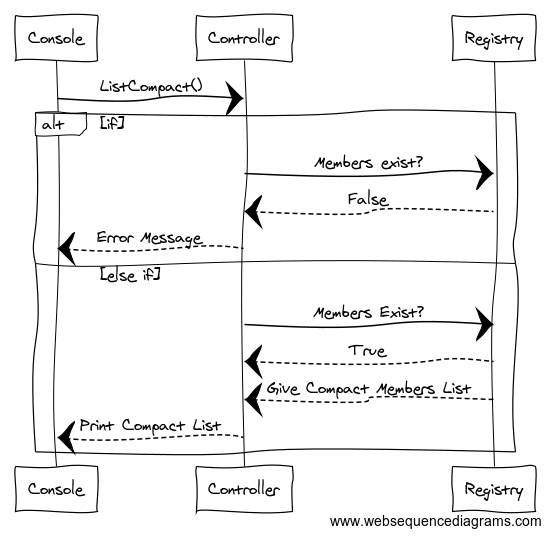 Console Controller Registry
ListCompact()
alt [if]
Members exist?
False
Error Message
[else if]
Members Exist?
True
Give Compact Members List
Print Compact List
Console Controller Registry
www.websequencediagrams.com